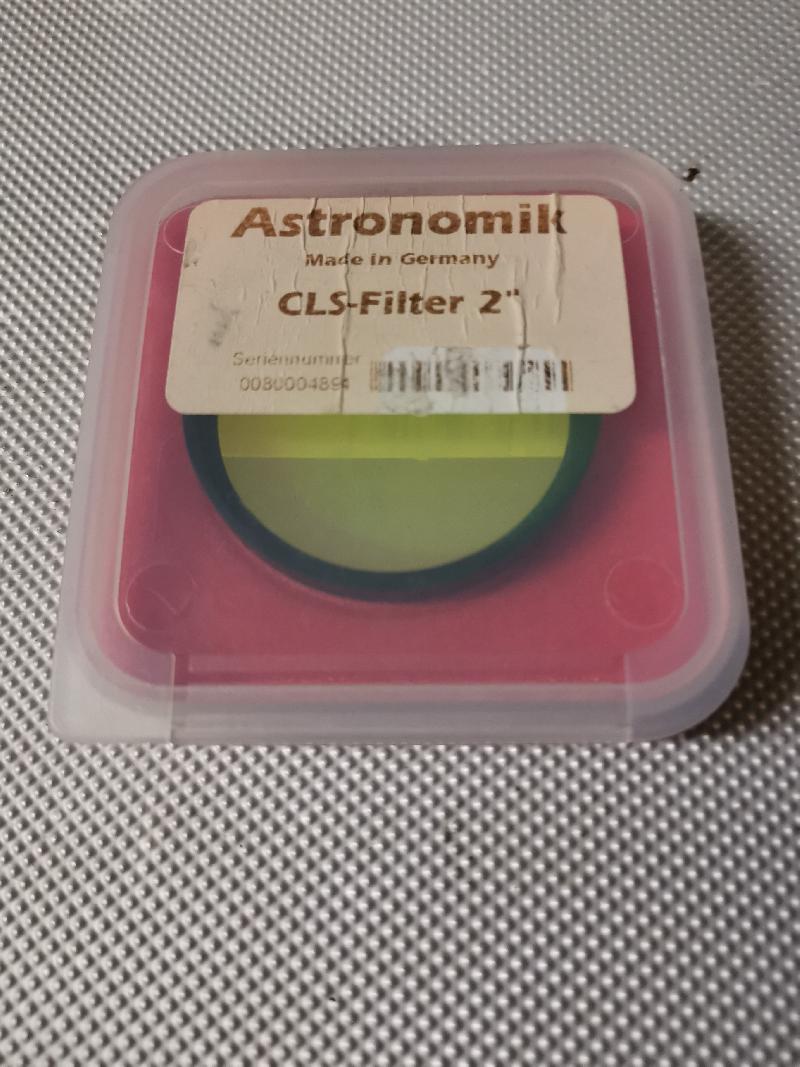 Astronomik
Made in Germany
CLS-Filter 2"
Seriennummer
0080004894